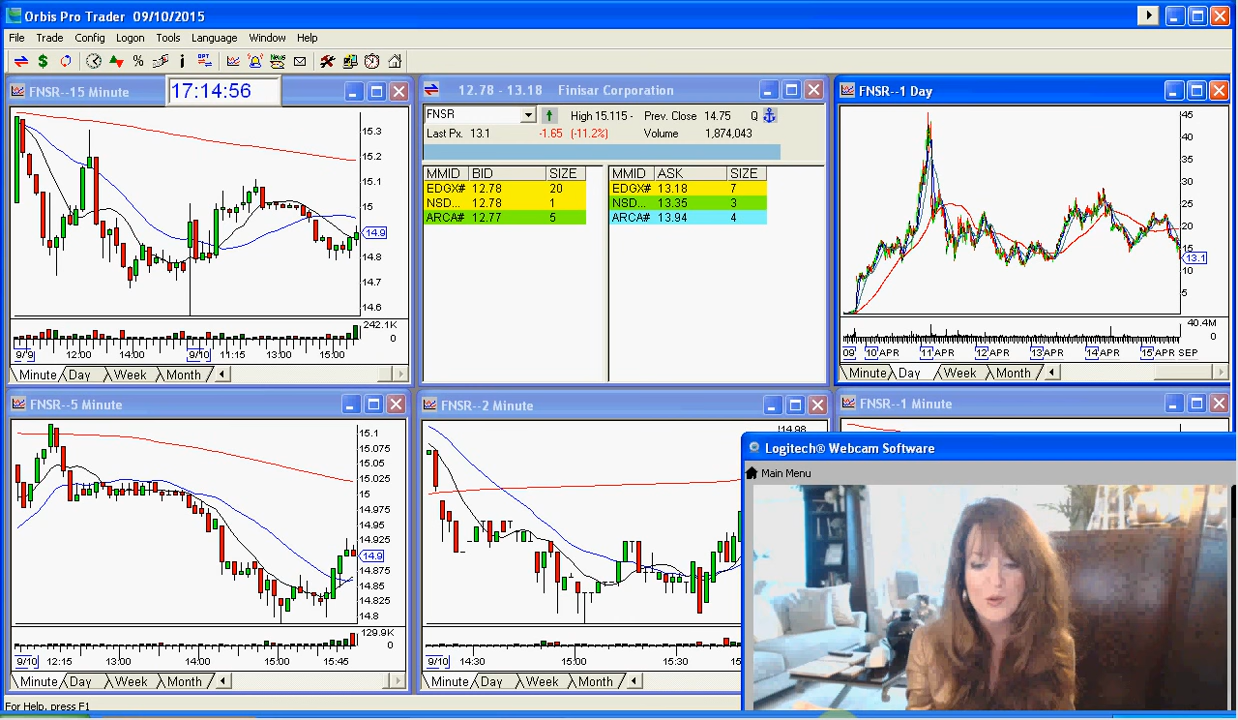 Orbis Pro Trader 09/10/2015
File Trade Config Logon Tools Language Window Help
FNSR--15 Minute
17:14:56
15.3
15.2
15.1
15
14.9
14.8
14.7
14.6
242.1K
0
9/9 12:00 14:00 9/10 11:15 13:00 15:00
Minute Day Week Month
12.78 - 13.18 Finisar Corporation
FNSR High 15.115 - Prev. Close 14.75 Q
Last Px. 13.1 -1.65 (-11.2%) Volume 1,874,043
MMID BID SIZE MMID ASK SIZE
EDGX# 12.78 20 EDGX# 13.18 7
NSD... 12.78 1 NSD... 13.35 3
ARCA# 12.77 5 ARCA# 13.94 4
FNSR--1 Day
45
40
35
30
25
20
15
13.1
10
5
40.4M
0
09 '10 APR '11 APR '12 APR '13 APR '14 APR '15 APR SEP
Minute Day Week Month
FNSR--5 Minute
15.1
15.075
15.05
15.025
15
14.975
14.95
14.925
14.9
14.875
14.85
14.825
129.9K
0
9/10 12:15 13:00 14:00 15:00 15:45
Minute Day Week Month
FNSR--2 Minute
14.98
9/10 14:30 15:00 15:30
Minute Day Week Month
FNSR--1 Minute
Logitech® Webcam Software
Main Menu
For Help, press F1